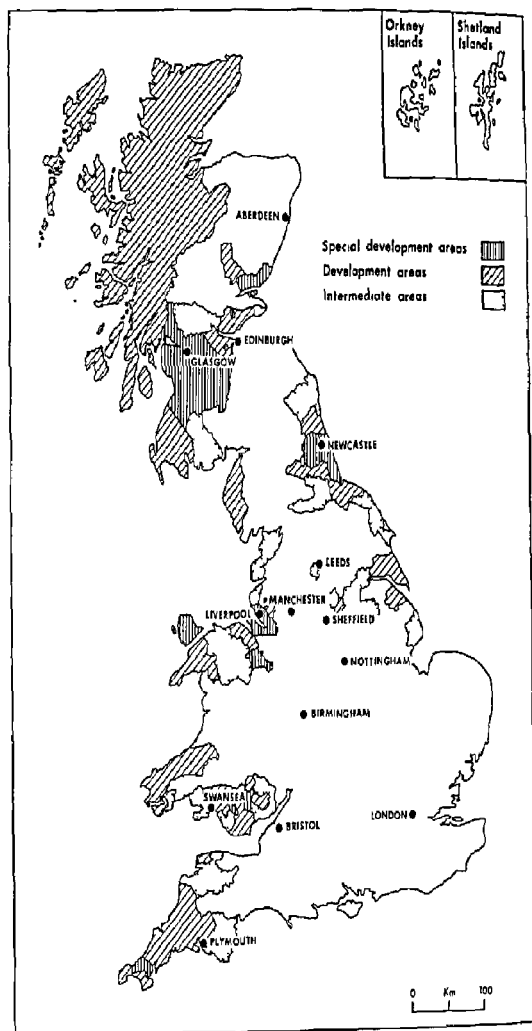 Orkney
Islands
Shetland
Islands
ABERDEEN
Special development areas
Development areas
Intermediate areas
EDINBURGH
GLASGOW
NEWCASTLE
LEEDS
MANCHESTER
LIVERPOOL
SHEFFIELD
NOTTINGHAM
BIRMINGHAM
SWANSEA
LONDON
BRISTOL
PLYMOUTH
0 Km 100